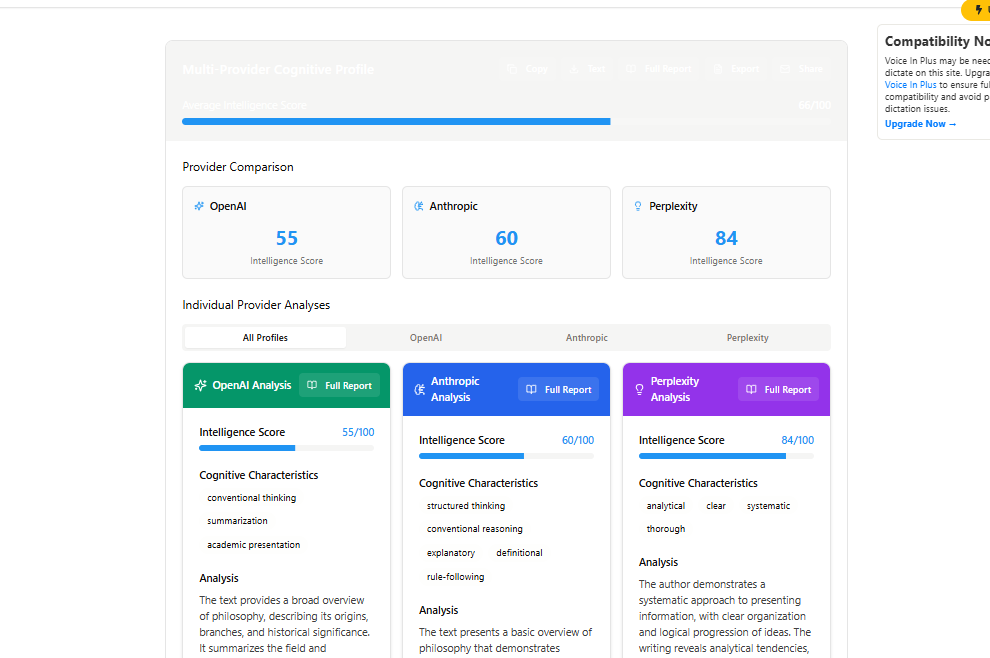 Compatibility No
Voice In Plus may be need
dictate on this site. Upgra
Voice In Plus to ensure ful
compatibility and avoid p
dictation issues.
Upgrade Now →
Multi-Provider Cognitive Profile
Copy Text Full Report Export Share
Average Intelligence Score 66/100
Provider Comparison
OpenAI
55
Intelligence Score
Anthropic
60
Intelligence Score
Perplexity
84
Intelligence Score
Individual Provider Analyses
All Profiles OpenAI Anthropic Perplexity
OpenAI Analysis Full Report
Intelligence Score 55/100
Cognitive Characteristics
conventional thinking
summarization
academic presentation
Analysis
The text provides a broad overview
of philosophy, describing its origins,
branches, and historical significance.
It summarizes the field and
Anthropic
Analysis
Full Report
Intelligence Score 60/100
Cognitive Characteristics
structured thinking
conventional reasoning
explanatory definitional
rule-following
Analysis
The text presents a basic overview of
philosophy that demonstrates
Perplexity
Analysis
Full Report
Intelligence Score 84/100
Cognitive Characteristics
analytical clear systematic
thorough
Analysis
The author demonstrates a
systematic approach to presenting
information, with clear organization
and logical progression of ideas. The
writing reveals analytical tendencies,